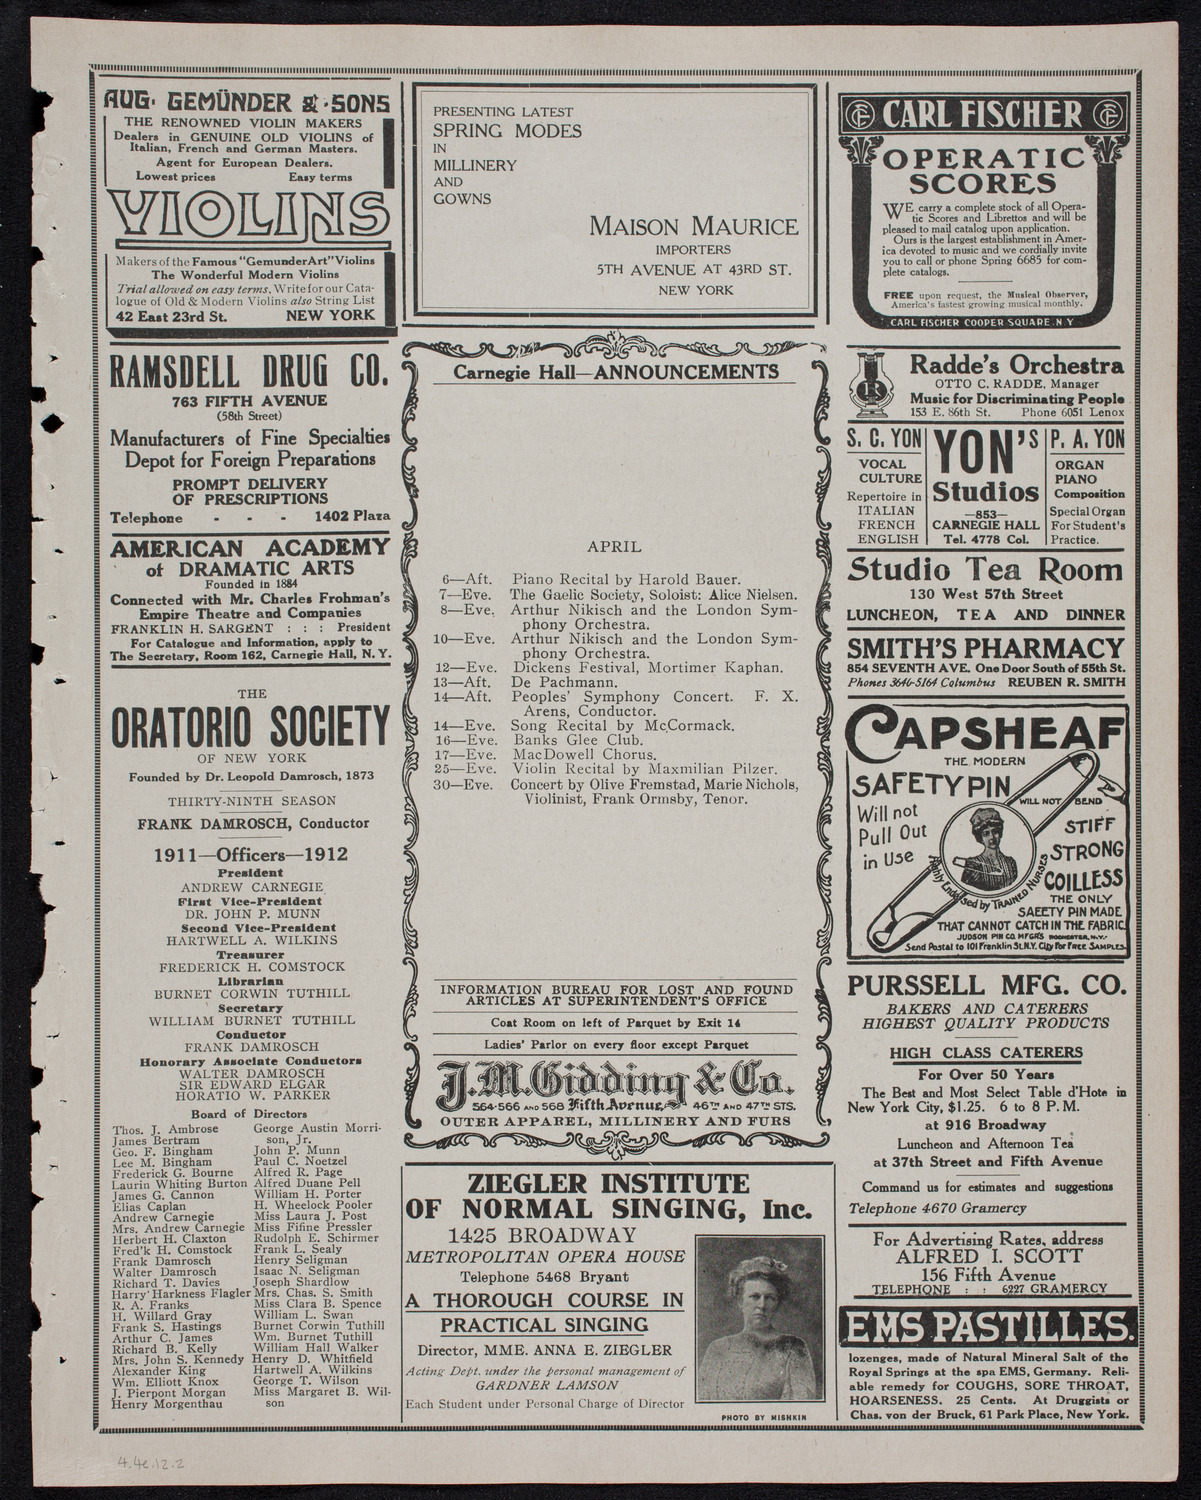 AUG. GEMÜNDER & SONS
THE RENOWNED VIOLIN MAKERS
Dealers in GENUINE OLD VIOLINS of
Italian, French and German Masters.
Agent for European Dealers.
Lowest prices Easy terms
VIOLINS
Makers of the Famous "GemunderArt" Violins
The Wonderful Modern Violins
Trial allowed on easy terms. Write for our Cata-
logue of Old & Modern Violins also String List
42 East 23rd St. NEW YORK
RAMSDELL DRUG CO.
763 FIFTH AVENUE
(58th Street)
Manufacturers of Fine Specialties
Depot for Foreign Preparations
PROMPT DELIVERY
OF PRESCRIPTIONS
Telephone - - - 1402 Plaza
AMERICAN ACADEMY
of DRAMATIC ARTS
Founded in 1884
Connected with Mr. Charles Frohman's
Empire Theatre and Companies
FRANKLIN H. SARGENT : : : President
For Catalogue and Information, apply to
The Secretary, Room 162, Carnegie Hall, N. Y.
THE
ORATORIO SOCIETY
OF NEW YORK
Founded by Dr. Leopold Damrosch, 1873
THIRTY-NINTH SEASON
FRANK DAMROSCH, Conductor
1911—Officers—1912
President
ANDREW CARNEGIE
First Vice-President
DR. JOHN P. MUNN
Second Vice-President
HARTWELL A. WILKINS
Treasurer
FREDERICK H. COMSTOCK
Librarian
BURNET CORWIN TUTHILL
Secretary
WILLIAM BURNET TUTHILL
Conductor
FRANK DAMROSCH
Honorary Associate Conductors
WALTER DAMROSCH
SIR EDWARD ELGAR
HORATIO W. PARKER
Board of Directors
Thos. J. Ambrose
James Bertram
Geo. F. Bingham
Lee M. Bingham
Frederick G. Bourne
Laurin Whiting Burton
James G. Cannon
Elias Caplan
Andrew Carnegie
Mrs. Andrew Carnegie
Herbert H. Claxton
Fred'k H. Comstock
Frank Damrosch
Walter Damrosch
Richard T. Davies
Harry Harkness Flagler
R. A. Franks
H. Willard Gray
Frank S. Hastings
Arthur C. James
Richard B. Kelly
Mrs. John S. Kennedy
Alexander King
Wm. Elliott Knox
J. Pierpont Morgan
Henry Morgenthau
George Austin Morri-
son, Jr.
John P. Munn
Paul C. Noetzel
Alfred R. Page
Alfred Duane Pell
William H. Porter
H. Wheelock Pooler
Miss Laura J. Post
Miss Fifine Pressler
Rudolph E. Schirmer
Frank L. Sealy
Henry Seligman
Isaac N. Seligman
Joseph Shardlow
Mrs. Chas. S. Smith
Miss Clara B. Spence
William L. Swan
Burnet Corwin Tuthill
Wm. Burnet Tuthill
William Hall Walker
Henry D. Whitfield
Hartwell A. Wilkins
George T. Wilson
Miss Margaret B. Wil-
son
PRESENTING LATEST
SPRING MODES
IN
MILLINERY
AND
GOWNS
MAISON MAURICE
IMPORTERS
5TH AVENUE AT 43RD ST.
NEW YORK
Carnegie Hall—ANNOUNCEMENTS
APRIL
6—Aft. Piano Recital by Harold Bauer.
7—Eve. The Gaelic Society, Soloist: Alice Nielsen.
8—Eve. Arthur Nikisch and the London Sym-
phony Orchestra.
10—Eve. Arthur Nikisch and the London Sym-
phony Orchestra.
12—Eve. Dickens Festival, Mortimer Kaphan.
13—Aft. De Pachmann.
14—Aft. Peoples' Symphony Concert. F. X.
Arens, Conductor.
14—Eve. Song Recital by McCormack.
16—Eve. Banks Glee Club.
17—Eve. MacDowell Chorus.
25—Eve. Violin Recital by Maxmilian Pilzer.
30—Eve. Concert by Olive Fremstad, Marie Nichols,
Violinist, Frank Ormsby, Tenor.
INFORMATION BUREAU FOR LOST AND FOUND
ARTICLES AT SUPERINTENDENT'S OFFICE
Coat Room on left of Parquet by Exit 14
Ladies' Parlor on every floor except Parquet
J.M. Gidding & Co.
564-566 AND 568 Fifth Avenue, 46TH AND 47TH STS.
OUTER APPAREL, MILLINERY AND FURS
ZIEGLER INSTITUTE
OF NORMAL SINGING, Inc.
1425 BROADWAY
METROPOLITAN OPERA HOUSE
Telephone 5468 Bryant
A THOROUGH COURSE IN
PRACTICAL SINGING
Director, MME. ANNA E. ZIEGLER
Acting Dept. under the personal management of
GARDNER LAMSON
Each Student under Personal Charge of Director
PHOTO BY MISHKIN
CARL FISCHER
OPERATIC
SCORES
WE carry a complete stock of all Opera-
tic Scores and Librettos and will be
pleased to mail catalog upon application.
Ours is the largest establishment in Amer-
ica devoted to music and we cordially invite
you to call or phone Spring 6685 for com-
plete catalogs.
FREE upon request, the Musical Observer,
America's fastest growing musical monthly.
CARL FISCHER COOPER SQUARE. N Y
Radde's Orchestra
OTTO C. RADDE, Manager
Music for Discriminating People
153 E. 86th St. Phone 6051 Lenox
S. C. YON
VOCAL
CULTURE
Repertoire in
ITALIAN
FRENCH
ENGLISH
YON'S
Studios
—853—
CARNEGIE HALL
Tel. 4778 Col.
P. A. YON
ORGAN
PIANO
Composition
Special Organ
For Student's
Practice.
Studio Tea Room
130 West 57th Street
LUNCHEON, TEA AND DINNER
SMITH'S PHARMACY
854 SEVENTH AVE. One Door South of 55th St.
Phones 3646-5164 Columbus REUBEN R. SMITH
CAPSHEAF
THE MODERN
SAFETY PIN
WILL NOT BEND
Will not
Pull Out
in Use
STIFF
STRONG
COILLESS
Highly Endorsed by TRAINED NURSES
THE ONLY
SAFETY PIN MADE
THAT CANNOT CATCH IN THE FABRIC
JUDSON PIN CO. MFGRS ROCHESTER, N.Y.
Send Postal to 101 Franklin St. N.Y. City for FREE SAMPLES.
PURSSELL MFG. CO.
BAKERS AND CATERERS
HIGHEST QUALITY PRODUCTS
HIGH CLASS CATERERS
For Over 50 Years
The Best and Most Select Table d'Hote in
New York City, $1.25. 6 to 8 P.M.
at 916 Broadway
Luncheon and Afternoon Tea
at 37th Street and Fifth Avenue
Command us for estimates and suggestions
Telephone 4670 Gramercy
For Advertising Rates, address
ALFRED I. SCOTT
156 Fifth Avenue
TELEPHONE : : 6227 GRAMERCY
EMS PASTILLES.
lozenges, made of Natural Mineral Salt of the
Royal Springs at the spa EMS, Germany. Reli-
able remedy for COUGHS, SORE THROAT,
HOARSENESS. 25 Cents. At Druggists or
Chas. von der Bruck, 61 Park Place, New York.
4.4e.12.2